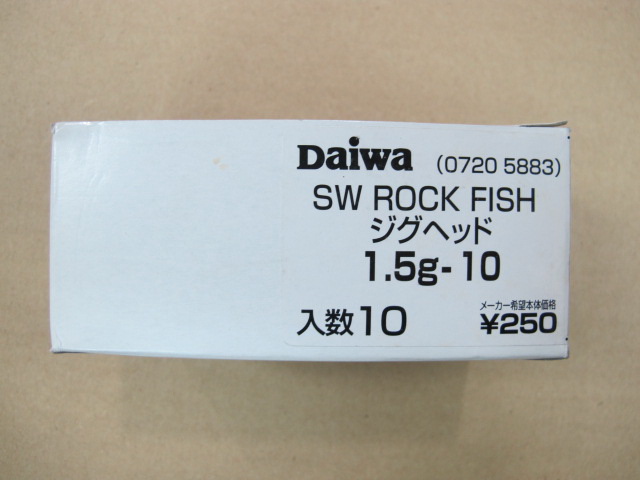 Daiwa (0720 5883)
SW ROCK FISH
ジグヘッド
1.5g-10
入数10
メーカー希望本体価格
¥250